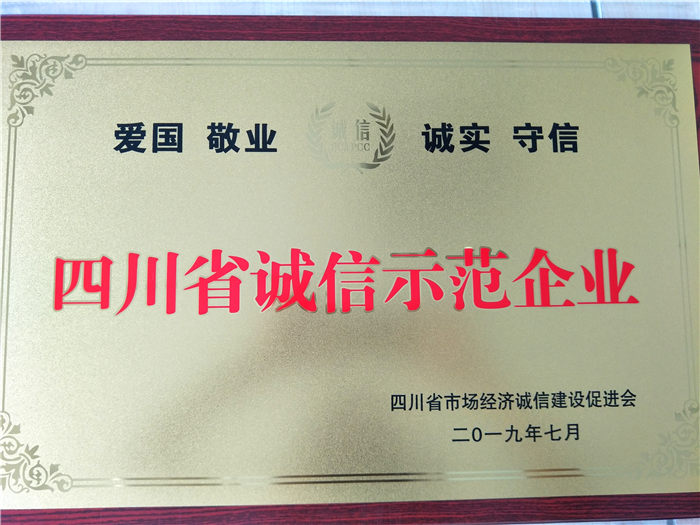 爱国 敬业 诚信 诚实 守信
四川省诚信示范企业
四川省市场经济诚信建设促进会
二〇一九年七月